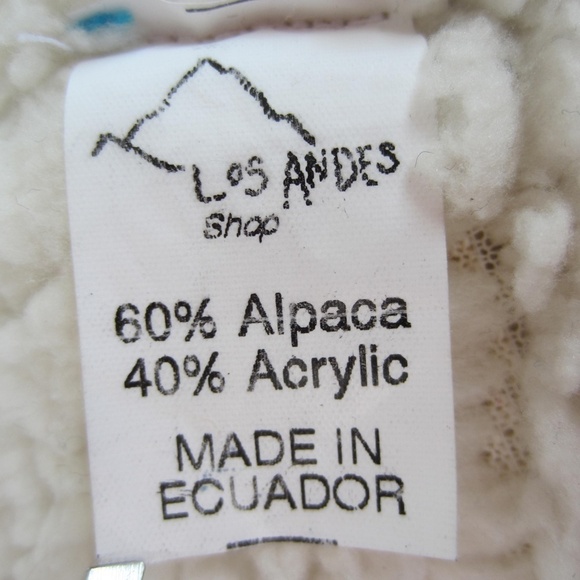 LOS ANDES
Shop
60% Alpaca
40% Acrylic
MADE IN
ECUADOR